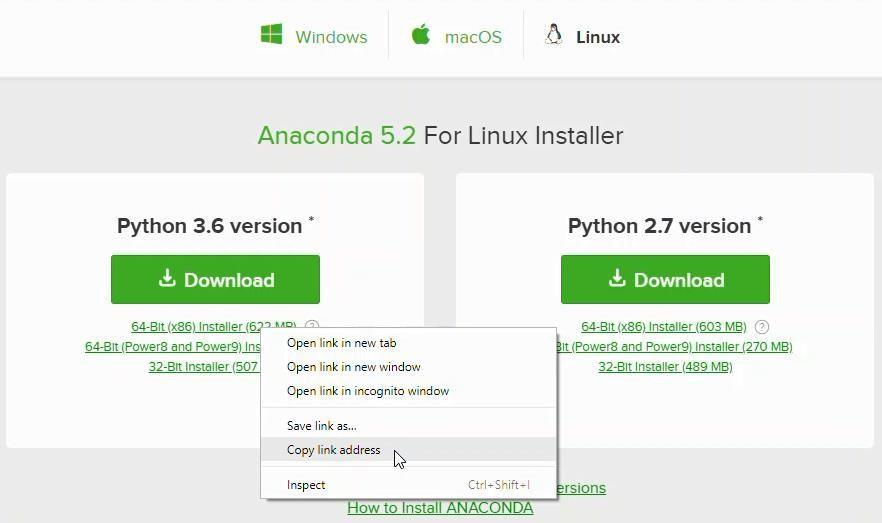 Windows
macOS
Linux
Anaconda 5.2 For Linux Installer
Python 3.6 version *
Download
64-Bit (x86) Installer (622 MB) ?
64-Bit (Power8 and Power9) Ins
32-Bit Installer (507
Python 2.7 version *
Download
64-Bit (x86) Installer (603 MB) ?
Bit (Power8 and Power9) Installer (270 MB)
32-Bit Installer (489 MB)
Open link in new tab
Open link in new window
Open link in incognito window
Save link as...
Copy link address
Inspect Ctrl+Shift+I
ersions
How to Install ANACONDA